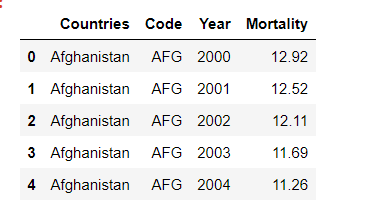 Countries Code Year Mortality
0 Afghanistan AFG 2000 12.92
1 Afghanistan AFG 2001 12.52
2 Afghanistan AFG 2002 12.11
3 Afghanistan AFG 2003 11.69
4 Afghanistan AFG 2004 11.26